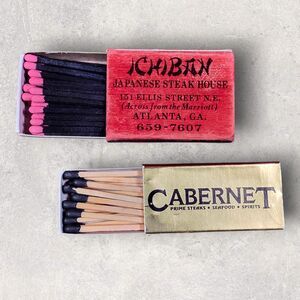 ICHIBAN
JAPANESE STEAK HOUSE
151 ELLIS STREET N.E.
(Across from the Marriott)
ATLANTA, GA.
659-7607
CABERNET
PRIME STEAKS • SEAFOOD • SPIRITS